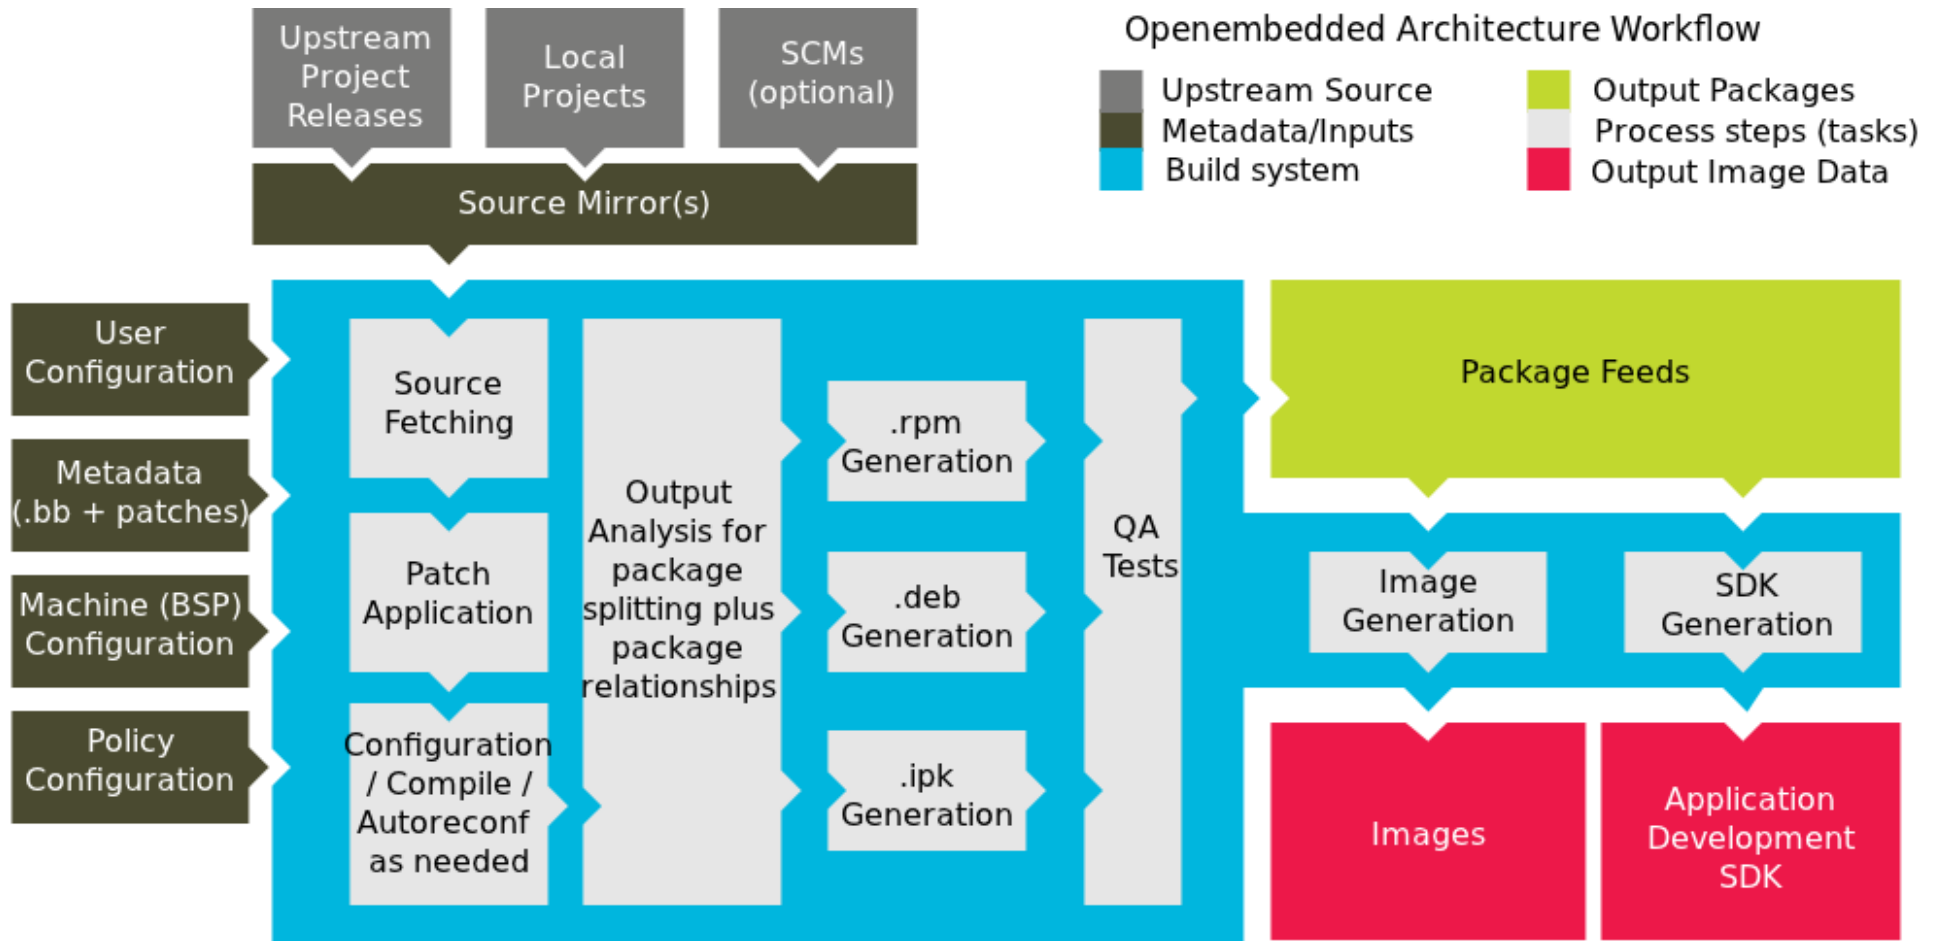 Upstream
Project
Releases
Local
Projects
SCMs
(optional)
Openembedded Architecture Workflow
Upstream Source
Metadata/Inputs
Build system
Output Packages
Process steps (tasks)
Output Image Data
Source Mirror(s)
User
Configuration
Metadata
(.bb + patches)
Machine (BSP)
Configuration
Policy
Configuration
Source
Fetching
Patch
Application
Configuration
/ Compile /
Autoreconf
as needed
Output
Analysis for
package
splitting plus
package
relationships
.rpm
Generation
.deb
Generation
.ipk
Generation
QA
Tests
Package Feeds
Image
Generation
SDK
Generation
Images
Application
Development
SDK